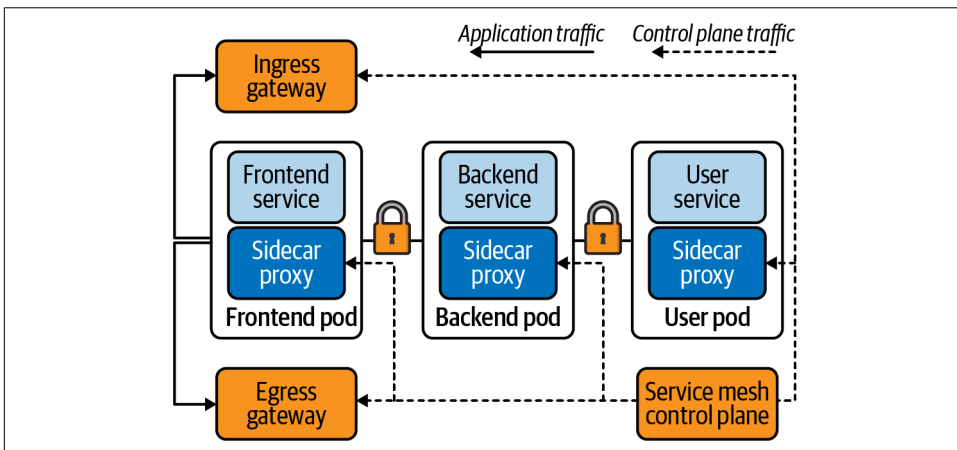 Application traffic
Control plane traffic
Ingress
gateway
Frontend
service
Sidecar
proxy
Frontend pod
Backend
service
Sidecar
proxy
Backend pod
User
service
Sidecar
proxy
User pod
Egress
gateway
Service mesh
control plane